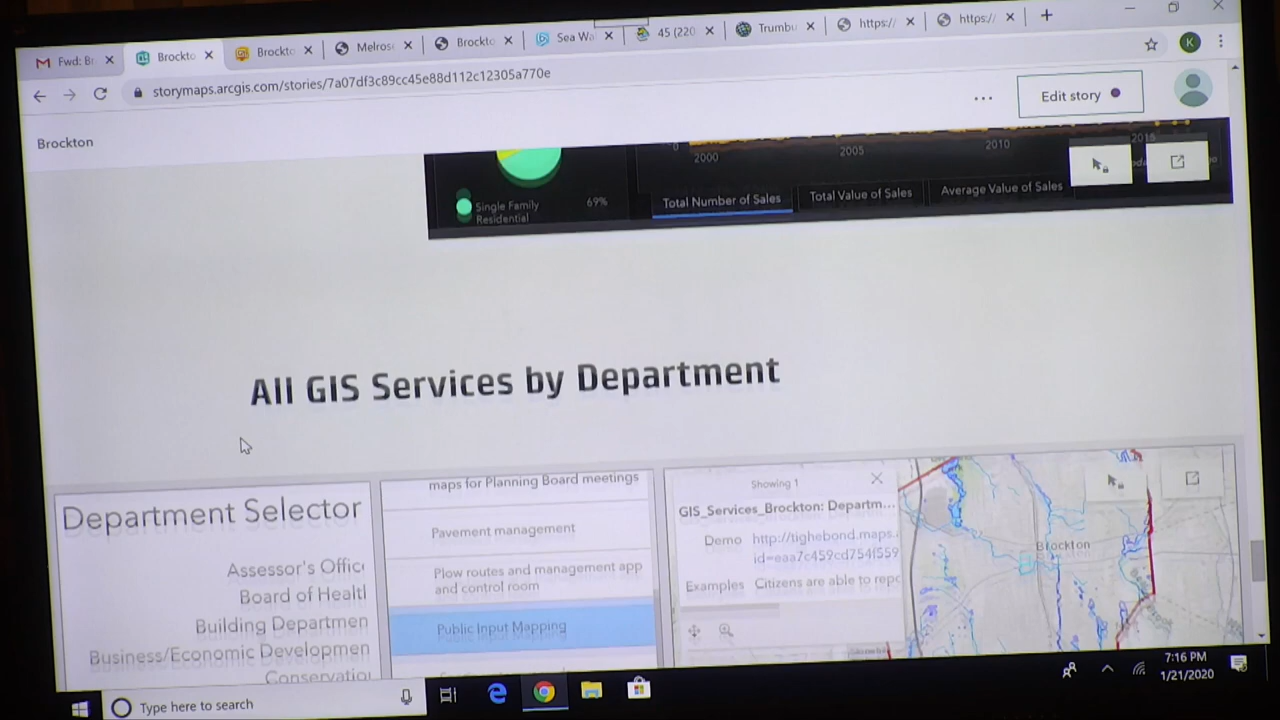 Fwd: B:
Brockto
Brockto
Melros
Brockto
Sea Wa
45 (220
Trumbu
https:/
https:/
storymaps.arcgis.com/stories/7a07df3c89cc45e88d112c12305a770e
K
Brockton
Edit story
0
2000
2005
2010
2015
Single Family
Residential
69%
Total Number of Sales
Total Value of Sales
Average Value of Sales
All GIS Services by Department
Department Selector
Assessor's Offic
Board of Healtl
Building Departmen
Business/Economic Developmen
Conservation
maps for Planning Board meetings
Pavement management
Plow routes and management app
and control room
Public Input Mapping
Showing 1
GIS_Services_Brockton: Departm...
Demo
http://tighebond.maps.
id=eaa7c459cd754f559
Examples
Citizens are able to repo
Brockton
Type here to search
7:16 PM
1/21/2020